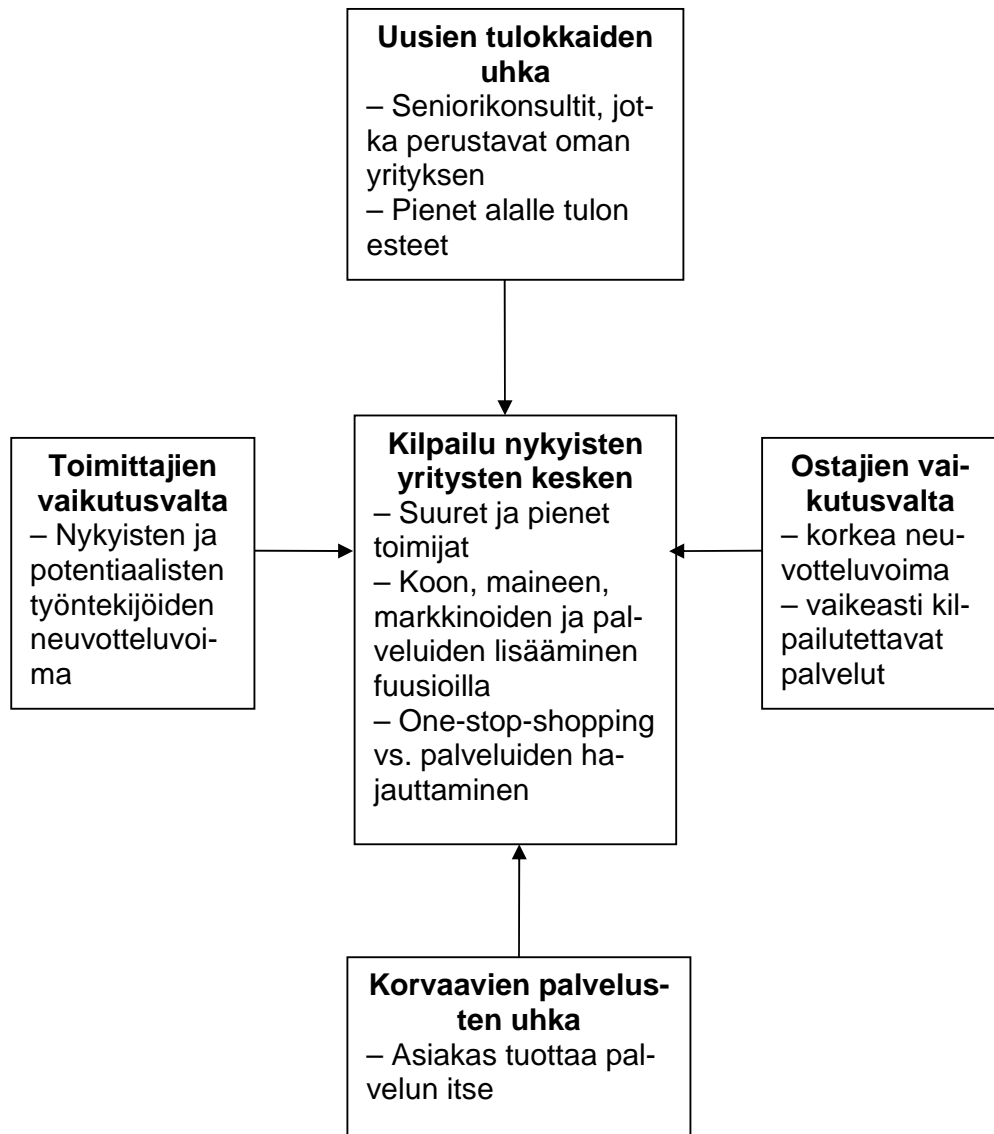 Uusien tulokkaiden
uhka
– Seniorikonsultit, jot-
ka perustavat oman
yrityksen
– Pienet alalle tulon
esteet
Toimittajien
vaikutusvalta
– Nykyisten ja
potentiaalisten
työntekijöiden
neuvotteluvoi-
ma
Kilpailu nykyisten
yritysten kesken
– Suuret ja pienet
toimijat
– Koon, maineen,
markkinoiden ja pal-
veluiden lisääminen
fuusioilla
– One-stop-shopping
vs. palveluiden ha-
jauttaminen
Ostajien vai-
kutusvalta
– korkea neu-
votteluvoima
– vaikeasti kil-
pailutettavat
palvelut
Korvaavien palvelus-
ten uhka
– Asiakas tuottaa pal-
velun itse